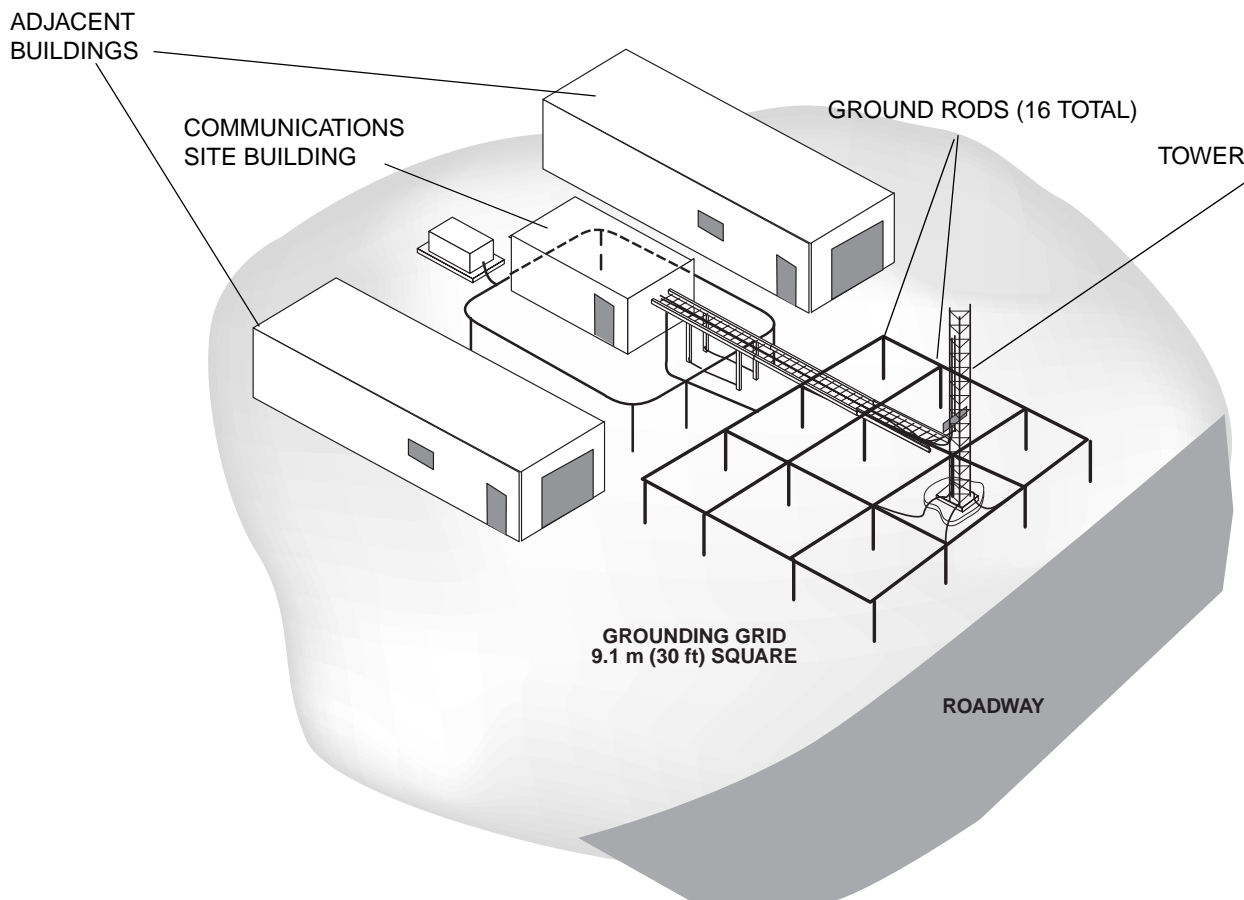 ADJACENT
BUILDINGS
COMMUNICATIONS
SITE BUILDING
GROUND RODS (16 TOTAL)
TOWER
GROUNDING GRID
9.1 m (30 ft) SQUARE
ROADWAY